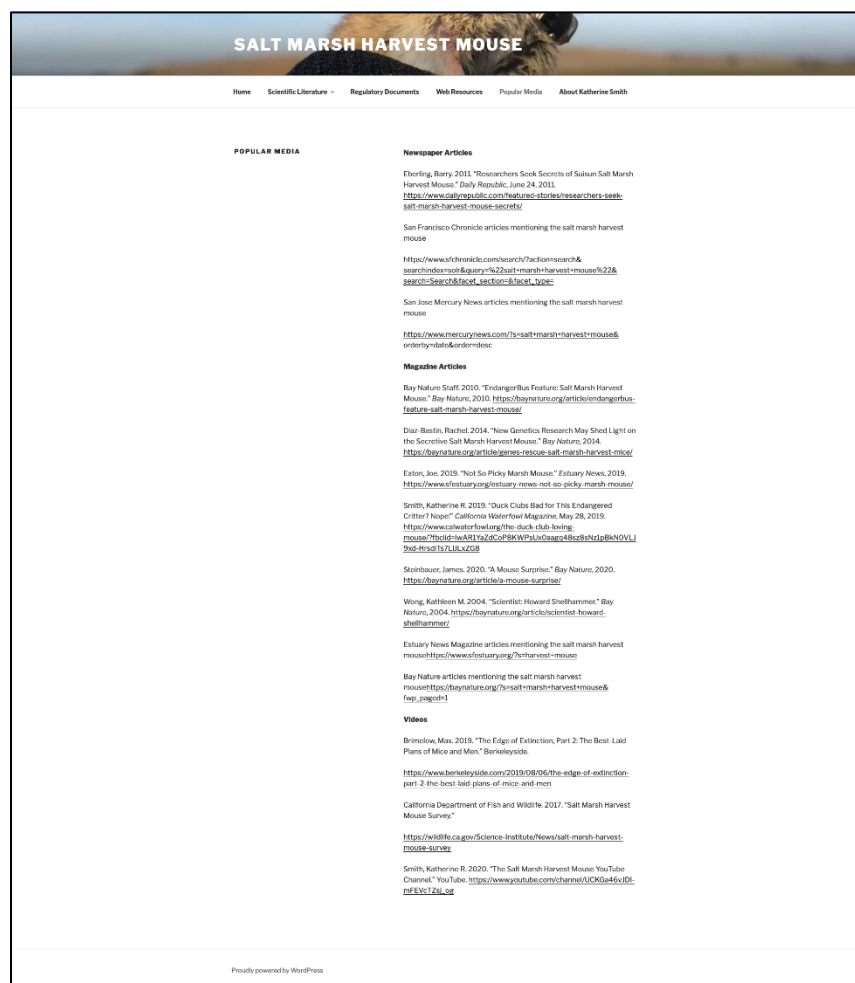 SALT MARSH HARVEST MOUSE
Home Scientific Literature Regulatory Documents Web Resources Popular Media About Katherine Smith
POPULAR MEDIA
Newspaper Articles
Eberling, Barry. 2011. “Researchers Seek Secrets of Suisun Salt Marsh
Harvest Mouse.” Daily Republic, June 24, 2011.
https://www.dailyrepublic.com/featured-stories/researchers-seek-
salt-marsh-harvest-mouse-secrets/
San Francisco Chronicle articles mentioning the salt marsh harvest
mouse
https://www.sfchronicle.com/search/?action=search&
searchindex=solr&query=%22salt+marsh+harvest+mouse%22&
search=Search&facet_section=&facet_type=
San Jose Mercury News articles mentioning the salt marsh harvest
mouse
https://www.mercurynews.com/?s=salt+marsh+harvest+mouse&
orderby=date&order=desc
Magazine Articles
Bay Nature Staff. 2010. “EndangerBus Feature: Salt Marsh Harvest
Mouse.” Bay Nature, 2010. https://baynature.org/article/endangerbus-
feature-salt-marsh-harvest-mouse/
Diaz-Bastin, Rachel. 2014. “New Genetics Research May Shed Light on
the Secretive Salt Marsh Harvest Mouse.” Bay Nature, 2014.
https://baynature.org/article/genes-rescue-salt-marsh-harvest-mice/
Eaton, Joe. 2019. “Not So Picky Marsh Mouse.” Estuary News, 2019.
https://www.sfestuary.org/estuary-news-not-so-picky-marsh-mouse/
Smith, Katherine R. 2019. “Duck Clubs Bad for This Endangered
Critter? Nope!” California Waterfowl Magazine, May 28, 2019.
https://www.calwaterfowl.org/the-duck-club-loving-
Steinbauer, James. 2020. “A Mouse Surprise.” Bay Nature, 2020.
https://baynature.org/article/a-mouse-surprise/
Wong, Kathleen M. 2004. “Scientist: Howard Shellhammer.” Bay
Nature, 2004. https://baynature.org/article/scientist-howard-
shellhammer/
Estuary News Magazine articles mentioning the salt marsh harvest
mousehttps://www.sfestuary.org/?s=harvest+mouse
Bay Nature articles mentioning the salt marsh harvest
mousehttps://baynature.org/?s=salt+marsh+harvest+mouse&
fwp_paged=1
Videos
Brimelow, Max. 2019. “The Edge of Extinction, Part 2: The Best-Laid
Plans of Mice and Men.” Berkeleyside.
https://www.berkeleyside.com/2019/08/06/the-edge-of-extinction-
part-2-the-best-laid-plans-of-mice-and-men
California Department of Fish and Wildlife. 2017. “Salt Marsh Harvest
Mouse Survey.”
https://wildlife.ca.gov/Science-Institute/News/salt-marsh-harvest-
mouse-survey
Smith, Katherine R. 2020. “The Salt Marsh Harvest Mouse YouTube
Channel.” YouTube.
Proudly powered by WordPress